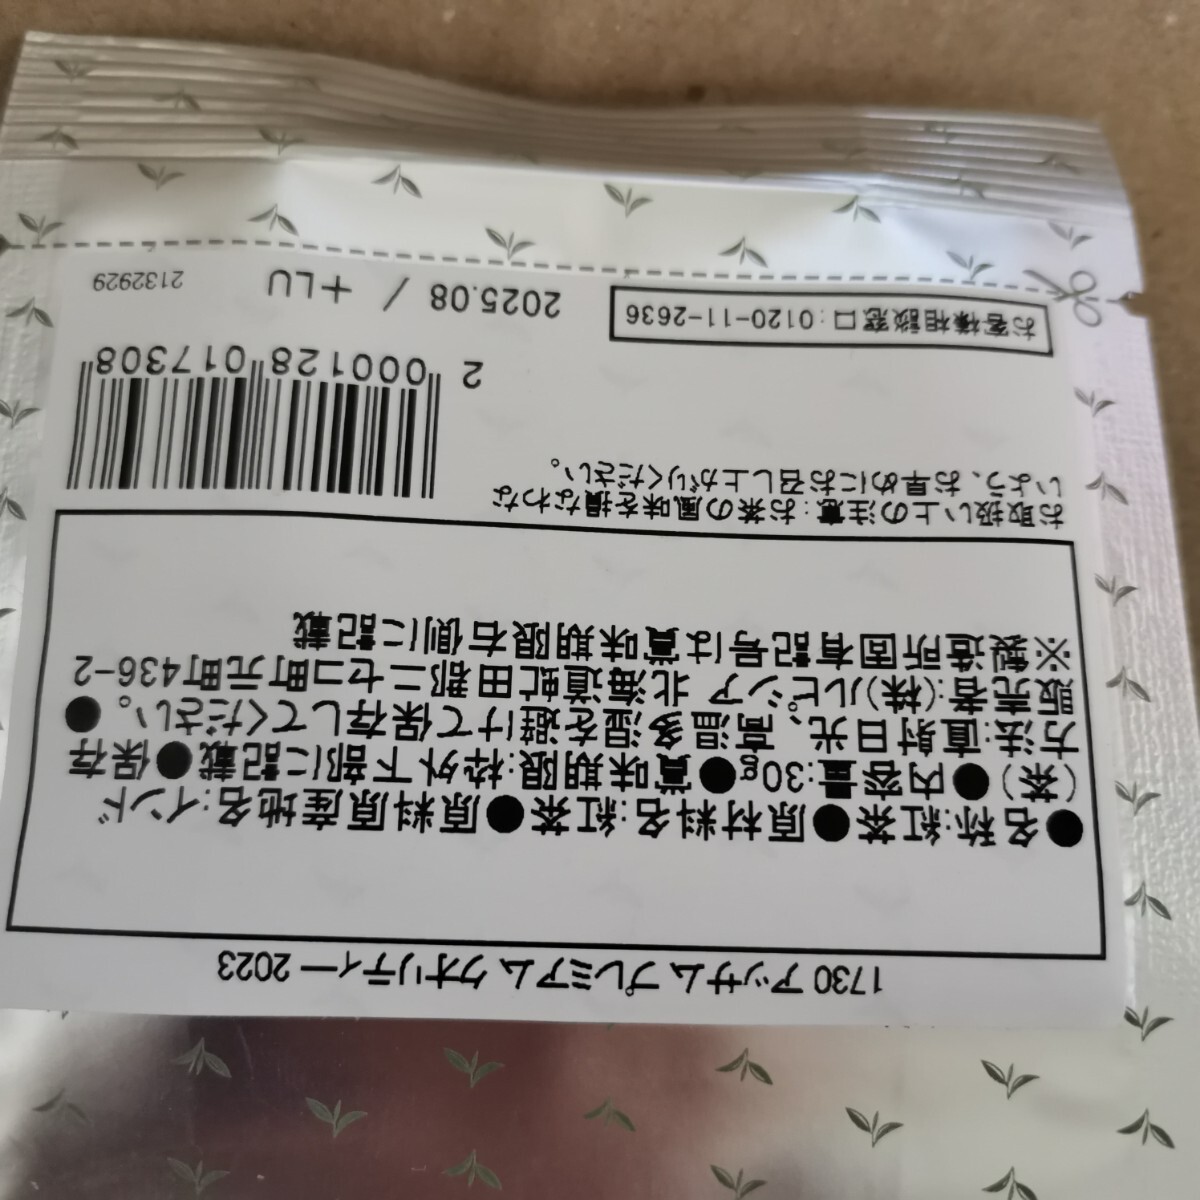 1730 アッサム プレミアム クオリティー 2023
●名称:紅茶●原材料名:紅茶●原料原産地名:インド
(茶)●内容量:30g●賞味期限:枠外下部に記載●保存
方法:直射日光、高温多湿を避けて保存してください。●
販売者:(株)ルピシア 北海道虻田郡ニセコ町元町436-2
※製造所固有記号は賞味期限右側に記載
お取扱い上の注意:お茶の風味を損なわな
いよう、お早めにお召し上がりください。
2 000128 017308
お客様相談窓口:0120-11-2636
2025.08 / +LU
2132929